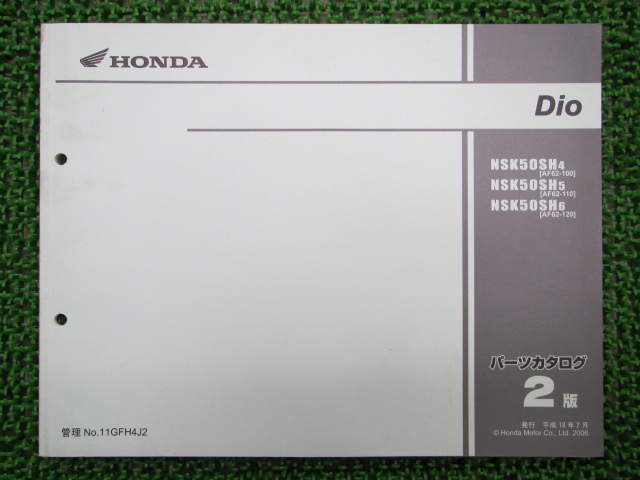 HONDA
Dio
NSK50SH4
[AF62-100]
NSK50SH5
[AF62-110]
NSK50SH6
[AF62-120]
パーツカタログ
2版
発行 平成18年2月
© Honda Motor Co., Ltd. 2006
管理 No.11GFH4J2